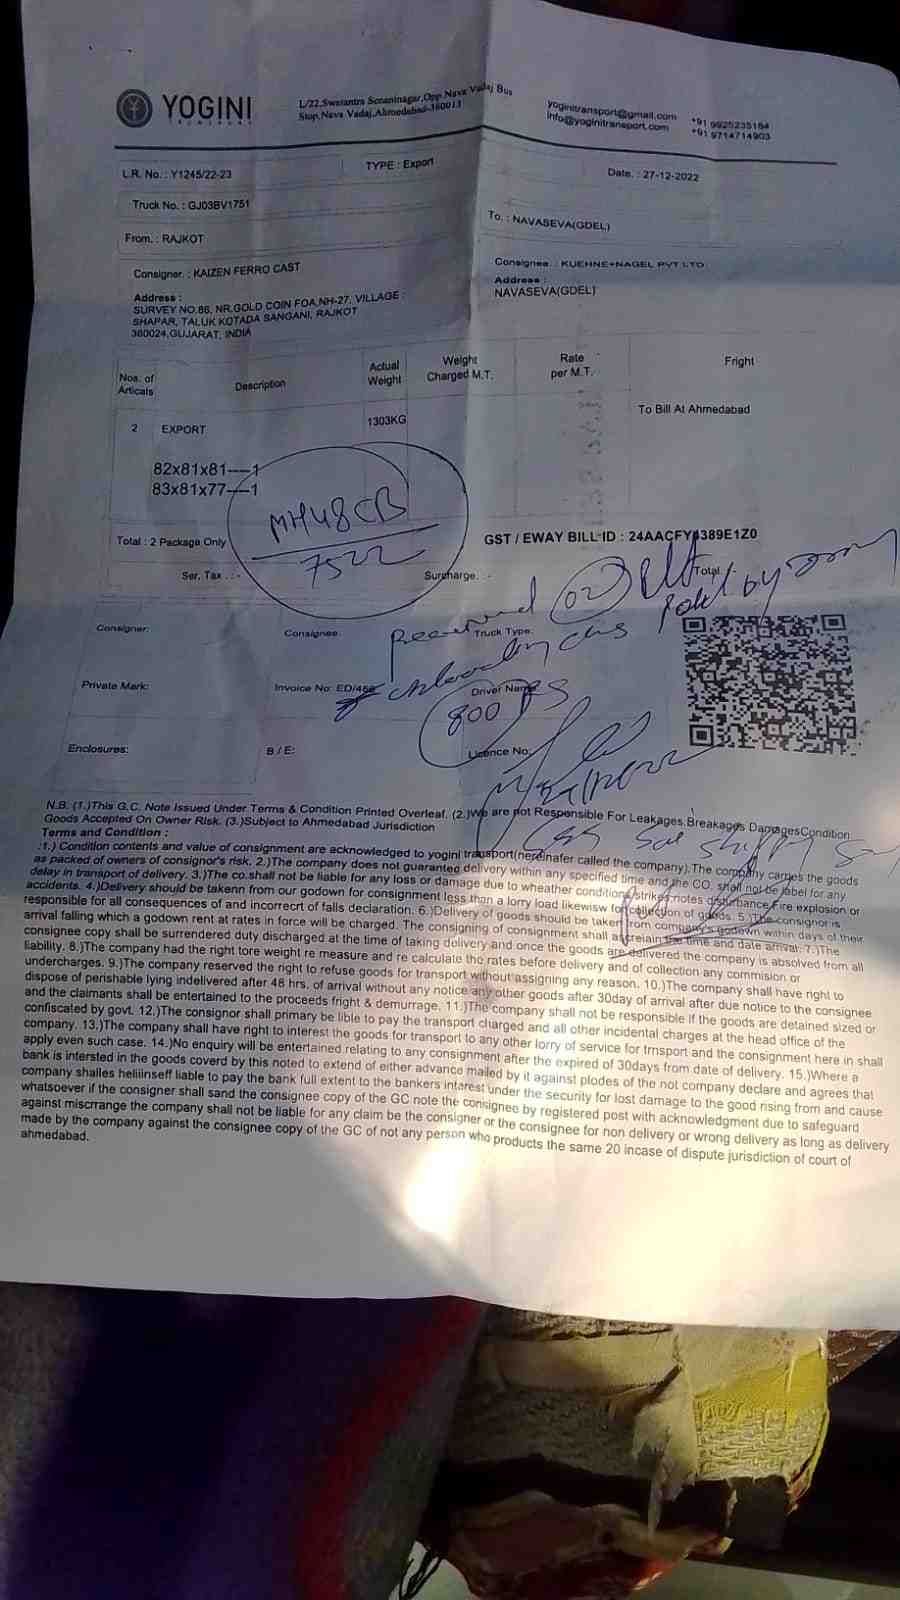 YOGINI
L/22,Swatantra Senaninagar,Opp.Nava Vadaj Bus
Stop,Nava Vadaj,Ahmedabad-380013
yoginitransport@gmail.com
info@yoginitransport.com
+91 9925235184
+91 9714714903
L.R. No. : Y1245/22-23
TYPE : Export
Date. : 27-12-2022
Truck No. : GJ03BV1751
From. : RAJKOT
To. : NAVASEVA(GDEL)
Consigner. : KAIZEN FERRO CAST
Consignee. : KUEHNE+NAGEL PVT LTD
Address :
SURVEY NO.86, NR.GOLD COIN FOA,NH-27, VILLAGE :
SHAPAR, TALUK KOTADA SANGANI, RAJKOT
360024,GUJARAT, INDIA
Address :
NAVASEVA(GDEL)
Nos. of Articals
Description
Actual Weight
Weight Charged M.T.
Rate per M.T.
Fright
2 EXPORT 1303KG To Bill At Ahmedabad
82x81x81----1
83x81x77----1
MH48CB
7522
Total : 2 Package Only
GST / EWAY BILL-ID : 24AACFY4389E1Z0
Ser. Tax . : -
Surcharge. : -
Total
Received 02
by
Consigner:
Consignee:
Truck Type:
Private Mark:
Invoice No: ED/466
Driver Name:
800 RS
Enclosures:
B / E:
Licence No:
N.B. (1.)This G.C. Note Issued Under Terms & Condition Printed Overleaf. (2.)We are not Responsible For Leakages,Breakages DamagesCondition
Goods Accepted On Owner Risk. (3.)Subject to Ahmedabad Jurisdiction
Terms and Condition :
:1.) Condition contents and value of consignment are acknowledged to yogini transport(hereinafer called the company).The company carries the goods
as packed of owners of consignor's risk. 2.)The company does not guaranted delivery within any specified time and the CO. shall not be label for any
delay in transport of delivery. 3.)The co.shall not be liable for any loss or damage due to wheather condition,strikes,notes disturbance,Fire explosion or
accidents. 4.)Delivery should be takenn from our godown for consignment less than a lorry load likewisw for collection of goods. 5.)The consignor is
responsible for all consequences of and incorrecrt of falls declaration. 6.)Delivery of goods should be taken from company's godown within days of their
arrival falling which a godown rent at rates in force will be charged. The consigning of consignment shall as the time and date arrival. 7.)The
consignee copy shall be surrendered duty discharged at the time of taking delivery and once the goods are delivered the company is absolved from all
liability. 8.)The company had the right tore weight re measure and re calculate the rates before delivery and of collection any commision or
undercharges. 9.)The company reserved the right to refuse goods for transport without assigning any reason. 10.)The company shall have right to
dispose of perishable lying indelivered after 48 hrs. of arrival without any notice any other goods after 30day of arrival after due notice to the consignee
and the claimants shall be entertained to the proceeds fright & demurrage. 11.)The company shall not be responsible if the goods are detained sized or
confiscated by govt. 12.)The consignor shall primary be lible to pay the transport charged and all other incidental charges at the head office of the
company. 13.)The company shall have right to interest the goods for transport to any other lorry of service for trnsport and the consignment here in shall
apply even such case. 14.)No enquiry will be entertained relating to any consignment after the expired of 30days from date of delivery. 15.)Where a
bank is intersted in the goods coverd by this noted to extend of either advance mailed by it against plodes of the not company declare and agrees that
company shalles heliiinseff liable to pay the bank full extent to the bankers intarest under the security for lost damage to the good rising from and cause
whatsoever if the consigner shall sand the consignee copy of the GC note the consignee by registered post with acknowledgment due to safeguard
against miscrrange the company shall not be liable for any claim be the consigner or the consignee for non delivery or wrong delivery as long as delivery
made by the company against the consignee copy of the GC of not any person who products the same 20 incase of dispute jurisdiction of court of
ahmedabad.